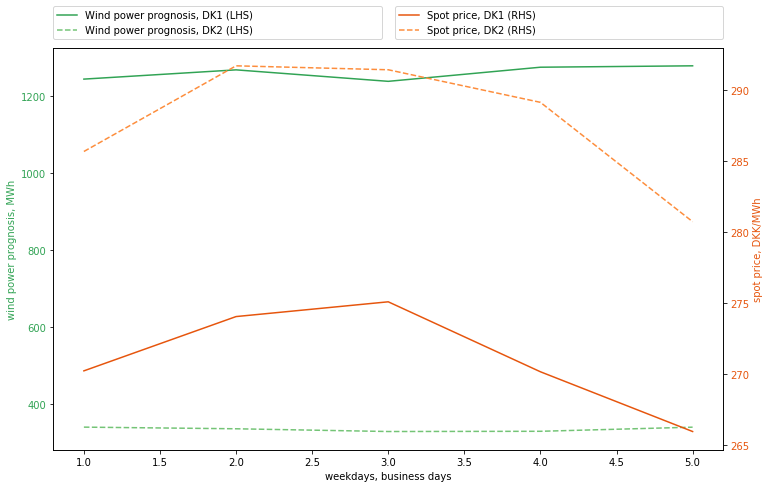 Wind power prognosis, DK1 (LHS)
Wind power prognosis, DK2 (LHS)
Spot price, DK1 (RHS)
Spot price, DK2 (RHS)
wind power prognosis, MWh
1200
1000
800
600
400
290
285
280
275
270
265
spot price, DKK/MWh
1.0 1.5 2.0 2.5 3.0 3.5 4.0 4.5 5.0
weekdays, business days